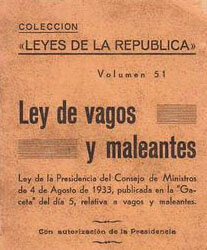 COLECCION
«LEYES DE LA REPUBLICA»
Volumen 51
Ley de vagos
y maleantes
Ley de la Presidencia del Consejo de Ministros
de 4 de Agosto de 1933, publicada en la "Ga-
ceta" del día 5, relativa a vagos y maleantes.
Con autorización de la Presidencia